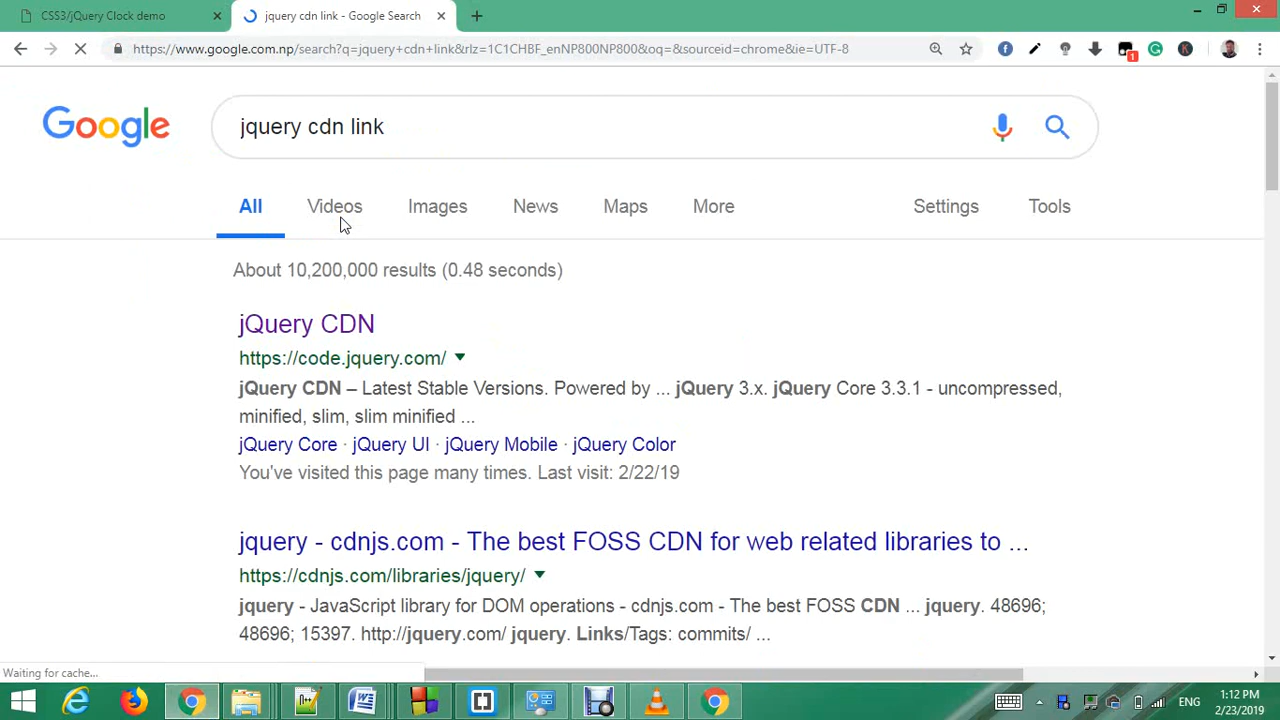 CSS3/jQuery Clock demo
jquery cdn link - Google Search
https://www.google.com.np/search?q=jquery+cdn+link&rlz=1C1CHBF_enNP800NP800&oq=&sourceid=chrome&ie=UTF-8
1
Google
jquery cdn link
All Videos Images News Maps More Settings Tools
About 10,200,000 results (0.48 seconds)
jQuery CDN
https://code.jquery.com/
jQuery CDN – Latest Stable Versions. Powered by ... jQuery 3.x. jQuery Core 3.3.1 - uncompressed,
minified, slim, slim minified ...
jQuery Core · jQuery UI · jQuery Mobile · jQuery Color
You've visited this page many times. Last visit: 2/22/19
jquery - cdnjs.com - The best FOSS CDN for web related libraries to ...
https://cdnjs.com/libraries/jquery/
jquery - JavaScript library for DOM operations - cdnjs.com - The best FOSS CDN ... jquery. 48696;
48696; 15397. http://jquery.com/ jquery. Links/Tags: commits/ ...
Waiting for cache...
ENG
1:12 PM
2/23/2019